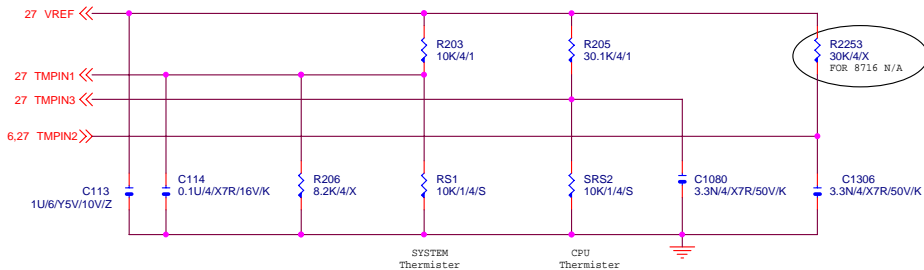 27 VREF
R203
10K/4/1
R205
30.1K/4/1
R2253
30K/4/X
FOR 8716 N/A
27 TMPIN1
27 TMPIN3
6,27 TMPIN2
C113
1U/6/Y5V/10V/Z
C114
0.1U/4/X7R/16V/K
R206
8.2K/4/X
RS1
10K/1/4/S
SRS2
10K/1/4/S
C1080
3.3N/4/X7R/50V/K
C1306
3.3N/4/X7R/50V/K
SYSTEM
Thermister
CPU
Thermister